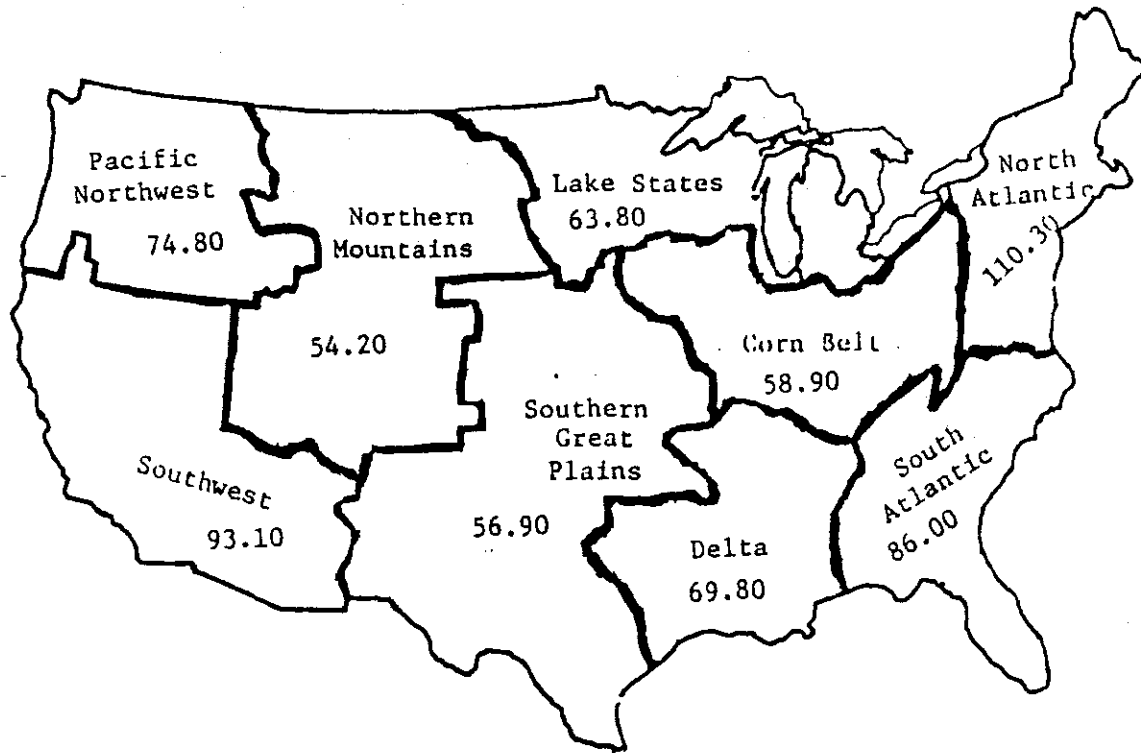 Pacific
Northwest
74.80
Northern
Mountains
54.20
Lake States
63.80
North
Atlantic
110.30
Corn Belt
58.90
Southern
Great
Plains
56.90
Southwest
93.10
Delta
69.80
South
Atlantic
86.00